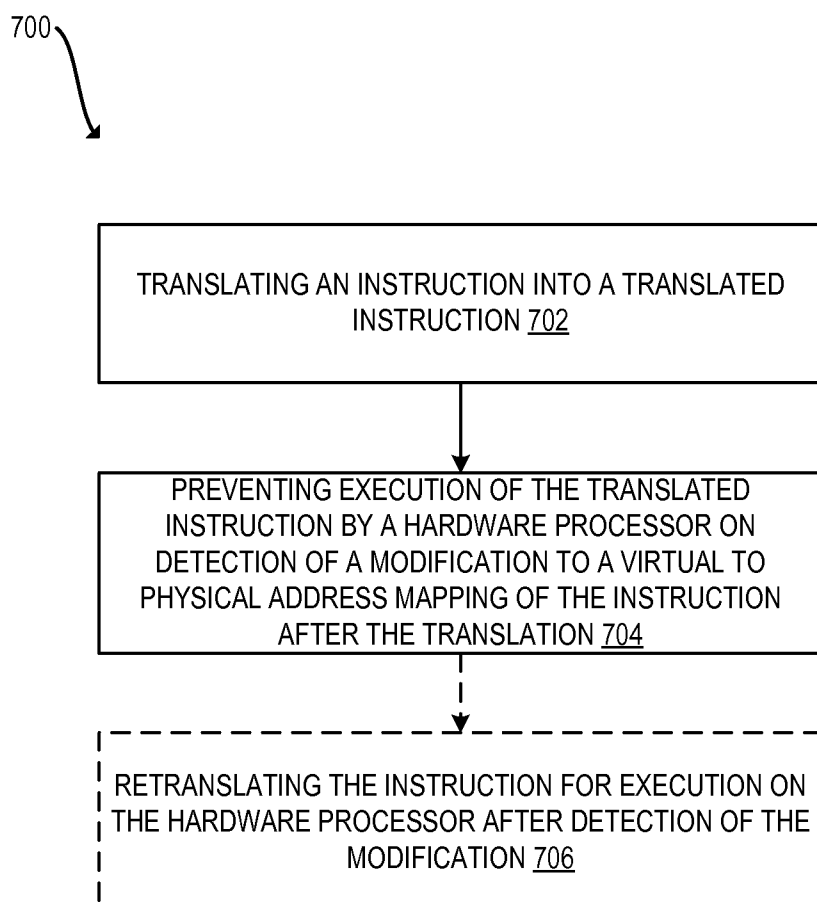 700
TRANSLATING AN INSTRUCTION INTO A TRANSLATED
INSTRUCTION 702
PREVENTING EXECUTION OF THE TRANSLATED
INSTRUCTION BY A HARDWARE PROCESSOR ON
DETECTION OF A MODIFICATION TO A VIRTUAL TO
PHYSICAL ADDRESS MAPPING OF THE INSTRUCTION
AFTER THE TRANSLATION 704
RETRANSLATING THE INSTRUCTION FOR EXECUTION ON
THE HARDWARE PROCESSOR AFTER DETECTION OF THE
MODIFICATION 706